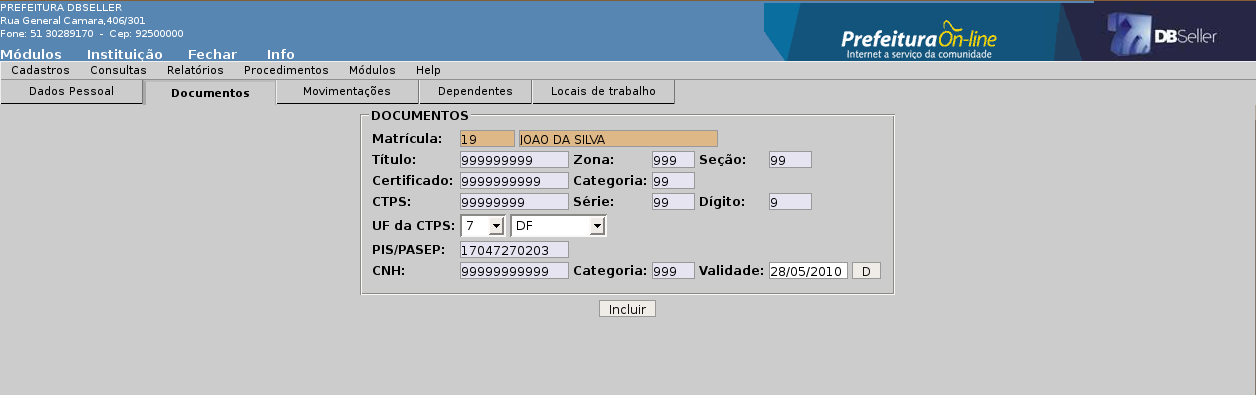 PREFEITURA DBSELLER
Rua General Camara,406/301
Fone: 51 30289170 - Cep: 92500000
Módulos Instituição Fechar Info
Prefeitura On-line
Internet a serviço da comunidade
DBSeller
Cadastros Consultas Relatórios Procedimentos Módulos Help
Dados Pessoal Documentos Movimentações Dependentes Locais de trabalho
DOCUMENTOS
Matrícula: 19 JOAO DA SILVA
Título: 999999999 Zona: 999 Seção: 99
Certificado: 9999999999 Categoria: 99
CTPS: 99999999 Série: 99 Dígito: 9
UF da CTPS: 7 DF
PIS/PASEP: 17047270203
CNH: 99999999999 Categoria: 999 Validade: 28/05/2010 D
Incluir